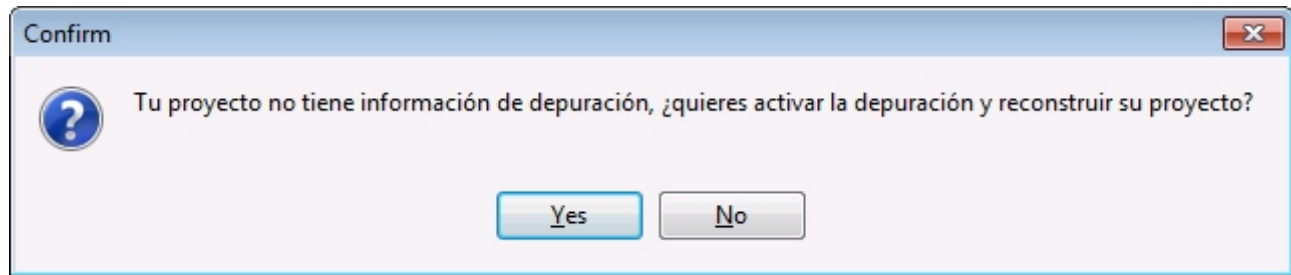 Confirm
Tu proyecto no tiene información de depuración, ¿quieres activar la depuración y reconstruir su proyecto?
Yes
No